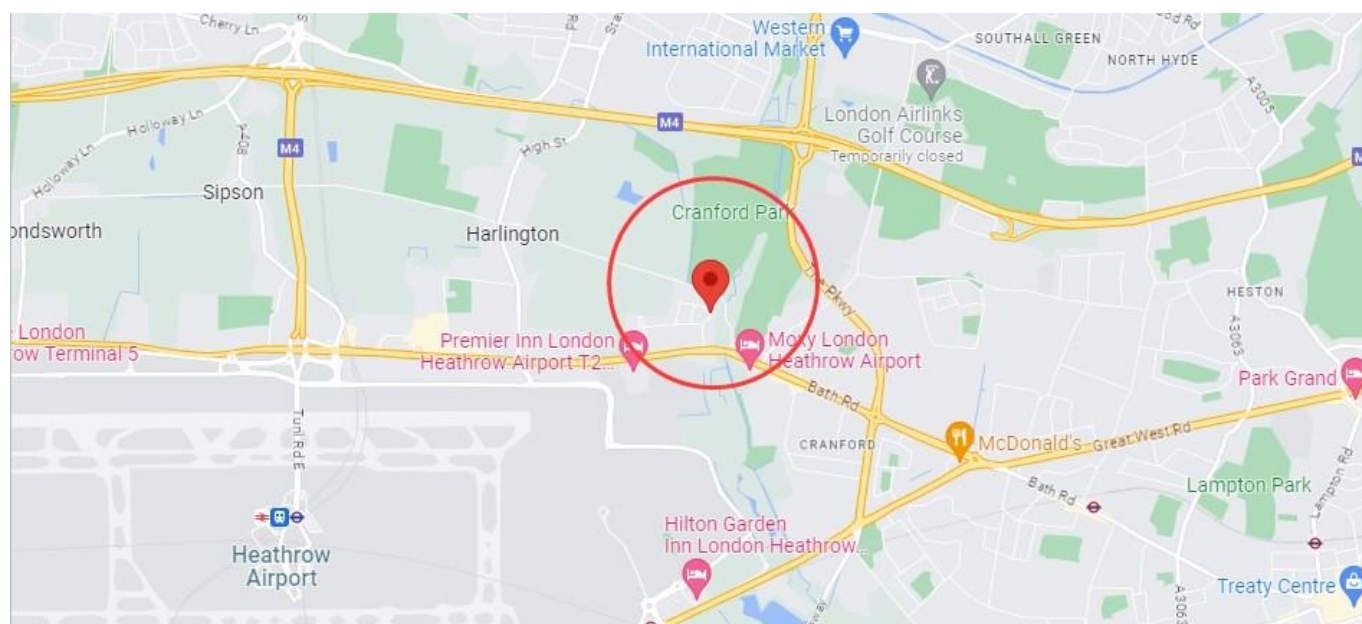 Cherry Ln
Western
International Market
SOUTHALL GREEN
NORTH HYDE
A3005
London Airlinks
Golf Course
Temporarily closed
Holloway Ln
A408
M4
M4
High St
Holloway Ln
Sipson
Cranford Park
ondsworth
Harlington
The Pkwy
HESTON
London
row Terminal 5
Premier Inn London
Heathrow Airport T2...
Moxy London
Heathrow Airport
A3063
Park Grand
Bath Rd
Tunl Rd E
CRANFORD
McDonald's
Great West Rd
Bath Rd
Lampton Park
Lampton Rd
Heathrow
Airport
Hilton Garden
Inn London Heathrow...
A3063
Treaty Centre